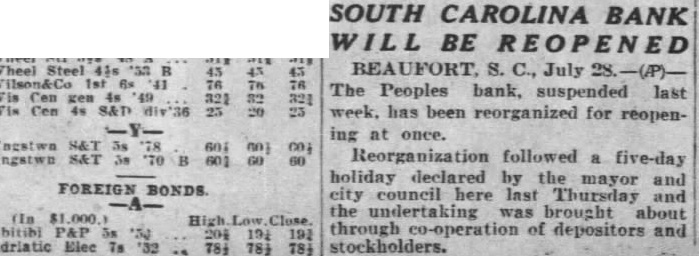 Wheel Steel 4½s '53 B 45 45 45
Wilson&Co 1st 6s '41 76 76 76
Wis Cen gen 4s '49 32½ 32 32½
Wis Cen 4s S&D div'36 25 20 25
—Y—
ngstwn S&T 5s '78 60½ 60½ 60½
ngstwn S&T 5s '70 B 60½ 60 60
FOREIGN BONDS.
—A—
(In $1,000.) High. Low. Close.
bitibi P&P 5s 20½ 19½ 19½
driatic Elec 7s '52 78½ 78½ 78½
SOUTH CAROLINA BANK
WILL BE REOPENED
BEAUFORT, S. C., July 28.—(AP)—
The Peoples bank, suspended last
week, has been reorganized for reopen-
ing at once.
Reorganization followed a five-day
holiday declared by the mayor and
city council here last Thursday and
the undertaking was brought about
through co-operation of depositors and
stockholders.